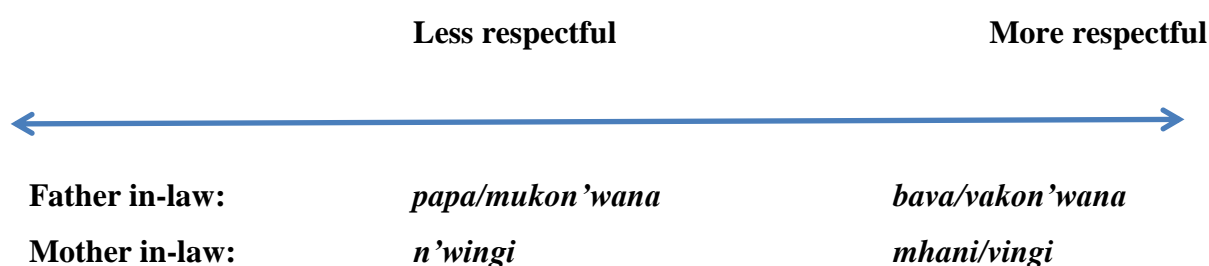 Less respectful More respectful
Father in-law: papa/mukon’wana bava/vakon’wana
Mother in-law: n’wingi mhani/vingi